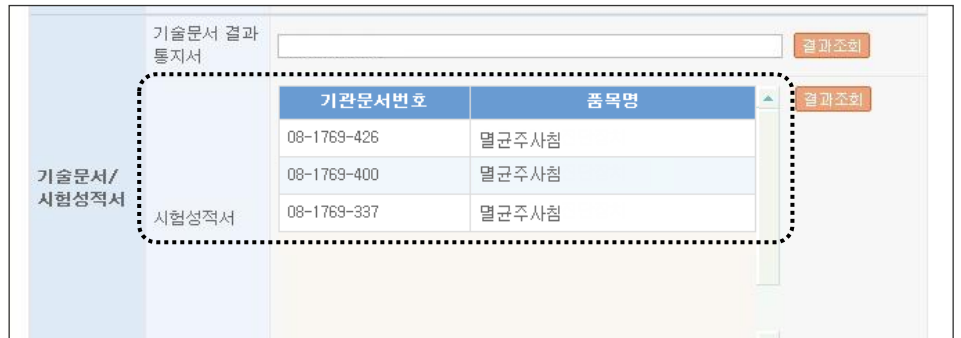 기술문서 결과
통지서
결과조회
기관문서번호 품목명
결과조회
08-1769-426 멸균주사침
08-1769-400 멸균주사침
08-1769-337 멸균주사침
기술문서/
시험성적서
시험성적서